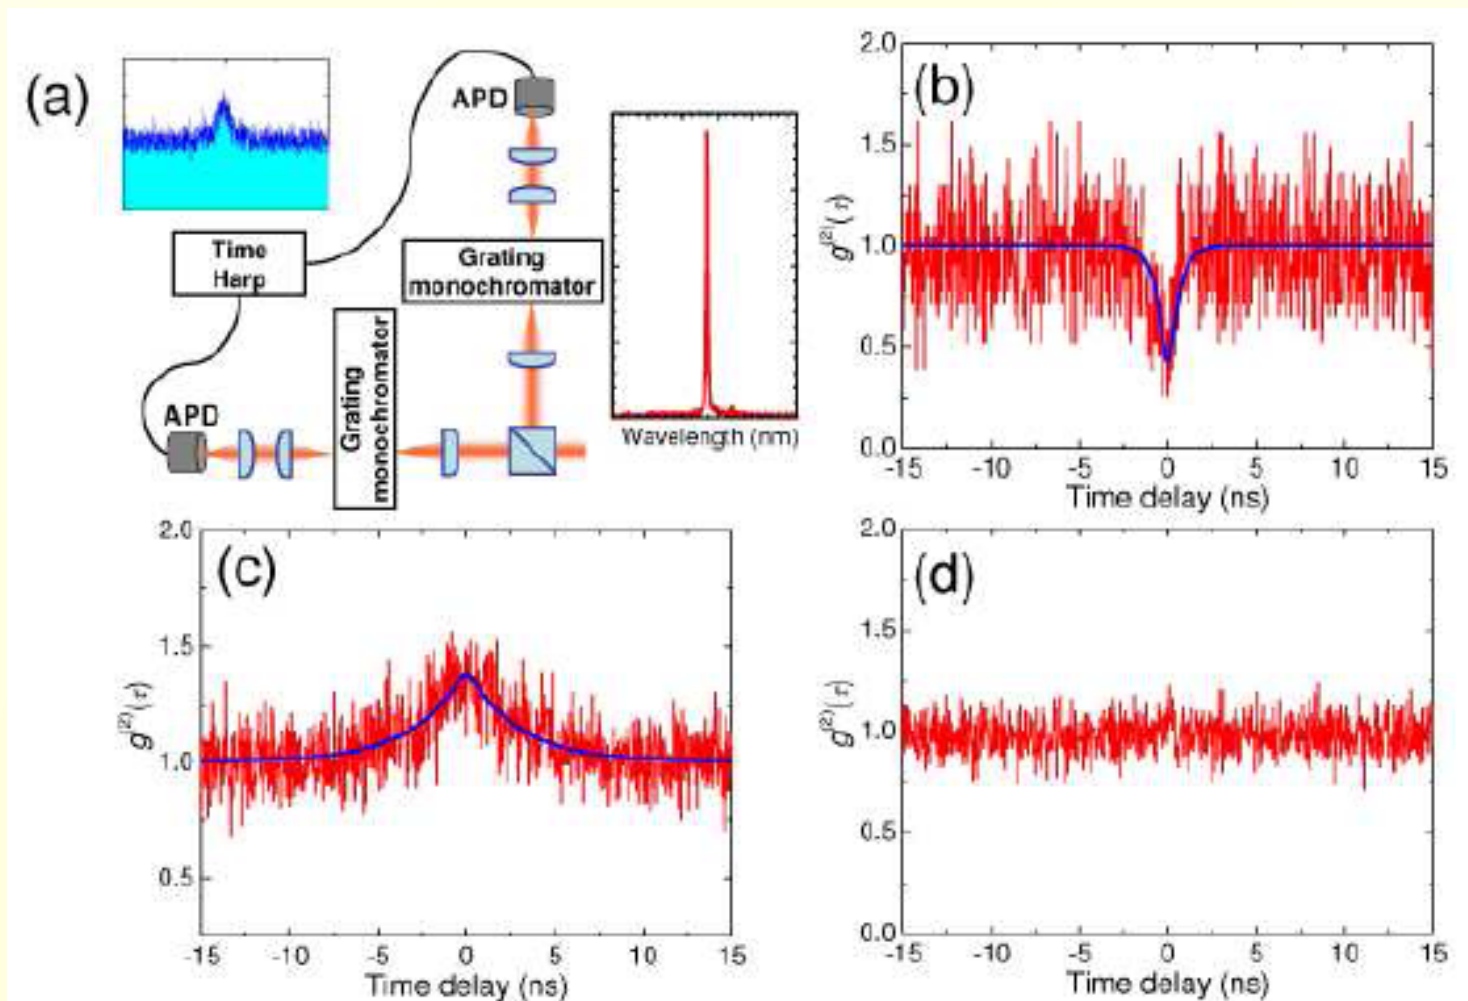 (a)
APD
Time
Harp
Grating
monochromator
Grating
monochromator
APD
Wavelength (nm)
(b)
2.0
1.5
1.0
0.5
0.0
g(2)(τ)
-15 -10 -5 0 5 10 15
Time delay (ns)
(c)
2.0
1.5
1.0
0.5
g(2)(τ)
-15 -10 -5 0 5 10 15
Time delay (ns)
(d)
2.0
1.5
1.0
0.5
0.0
g(2)(τ)
-15 -10 -5 0 5 10 15
Time delay (ns)